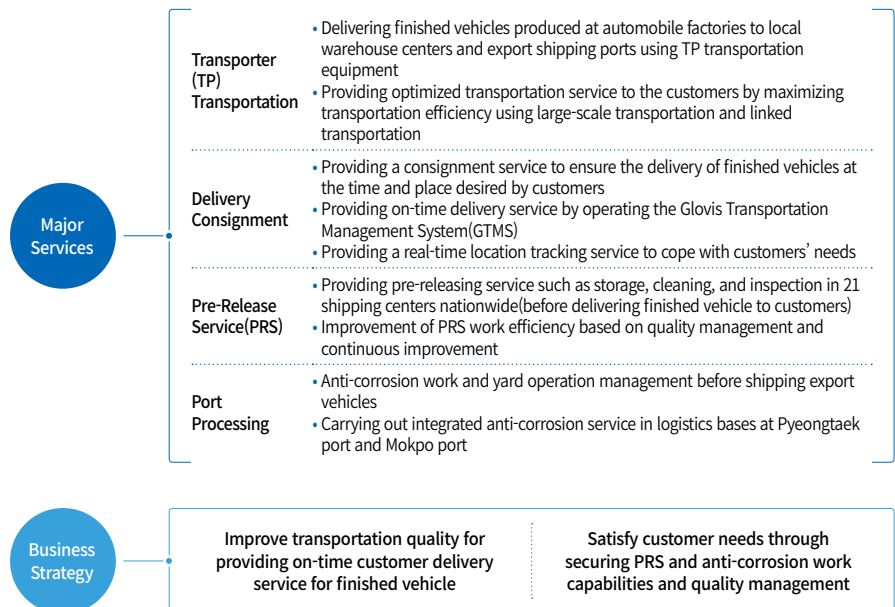 Major
Services
Transporter
(TP)
Transportation
• Delivering finished vehicles produced at automobile factories to local
warehouse centers and export shipping ports using TP transportation
equipment
• Providing optimized transportation service to the customers by maximizing
transportation efficiency using large-scale transportation and linked
transportation
Delivery
Consignment
• Providing a consignment service to ensure the delivery of finished vehicles at
the time and place desired by customers
• Providing on-time delivery service by operating the Glovis Transportation
Management System(GTMS)
• Providing a real-time location tracking service to cope with customers’ needs
Pre-Release
Service(PRS)
• Providing pre-releasing service such as storage, cleaning, and inspection in 21
shipping centers nationwide(before delivering finished vehicle to customers)
• Improvement of PRS work efficiency based on quality management and
continuous improvement
Port
Processing
• Anti-corrosion work and yard operation management before shipping export
vehicles
• Carrying out integrated anti-corrosion service in logistics bases at Pyeongtaek
port and Mokpo port
Business
Strategy
Improve transportation quality for
providing on-time customer delivery
service for finished vehicle
Satisfy customer needs through
securing PRS and anti-corrosion work
capabilities and quality management